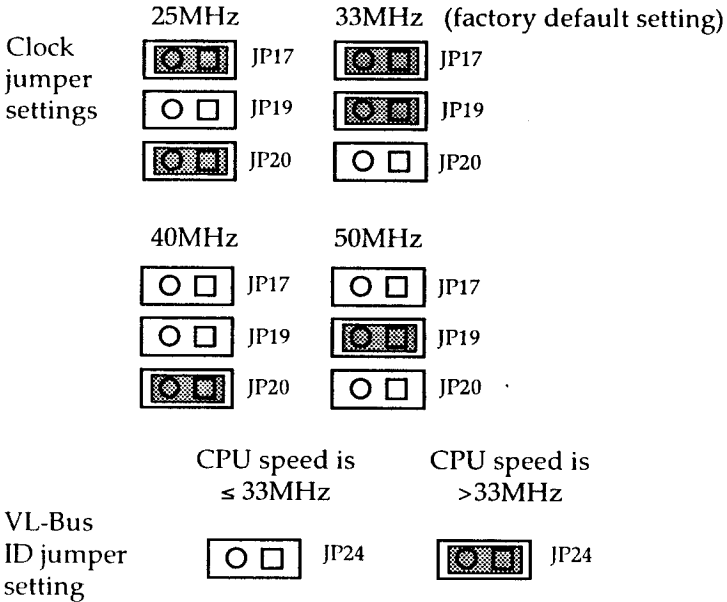 25MHz 33MHz (factory default setting)
Clock
jumper
settings
JP17 JP17
JP19 JP19
JP20 JP20
40MHz 50MHz
JP17 JP17
JP19 JP19
JP20 JP20
CPU speed is CPU speed is
≤ 33MHz >33MHz
VL-Bus
ID jumper
setting
JP24 JP24